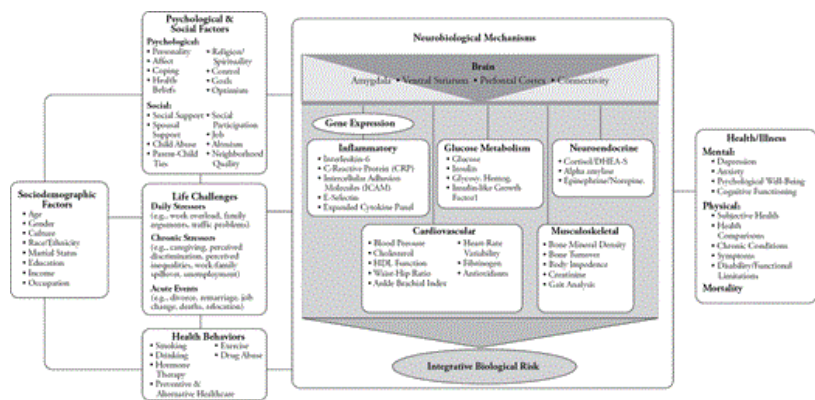 Psychological &
Social Factors
Psychological:
• Personality
• Affect
• Coping
• Health
Beliefs
• Religion/
Spirituality
• Control
• Goals
• Optimism
Social:
• Social Support
• Spousal
Support
• Child Abuse
• Parent-Child
Ties
• Social
Participation
• Job
• Altruism
• Neighborhood
Quality
Sociodemographic
Factors
• Age
• Gender
• Culture
• Race/Ethnicity
• Marital Status
• Education
• Income
• Occupation
Life Challenges
Daily Stressors
(e.g., work overload, family
arguments, traffic problems)
Chronic Stressors
(e.g., caregiving, perceived
discrimination, perceived
inequalities, work-family
spillover, unemployment)
Acute Events
(e.g., divorce, remarriage, job
change, deaths, relocation)
Health Behaviors
• Smoking
• Drinking
• Hormone
Therapy
• Preventive &
Alternative Healthcare
• Exercise
• Drug Abuse
Neurobiological Mechanisms
Brain
Amygdala • Ventral Striatum • Prefontal Cortex • Connectivity
Gene Expression
Inflammatory
• Interleukin-6
• C-Reactive Protein (CRP)
• Intercellular Adhesion
Molecules (ICAM)
• E-Selectin
• Expanded Cytokine Panel
Glucose Metabolism
• Glucose
• Insulin
• Glycosy. Hemog.
• Insulin-like Growth
Factor1
Neuroendocrine
• Cortisol/DHEA-S
• Alpha amylase
• Epinephrine/Norepine.
Cardiovascular
• Blood Pressure
• Cholesterol
• HDL Function
• Waist-Hip Ratio
• Ankle Brachial Index
• Heart-Rate
Variability
• Fibrinogen
• Antioxidants
Musculoskeletal
• Bone Mineral Density
• Bone Turnover
• Body Impedence
• Creatinine
• Gait Analysis
Integrative Biological Risk
Health/Illness
Mental:
• Depression
• Anxiety
• Psychological Well-Being
• Cognitive Functioning
Physical:
• Subjective Health
• Health
Comparisons
• Chronic Conditions
• Symptoms
• Disability/Functional
Limitations
Mortality